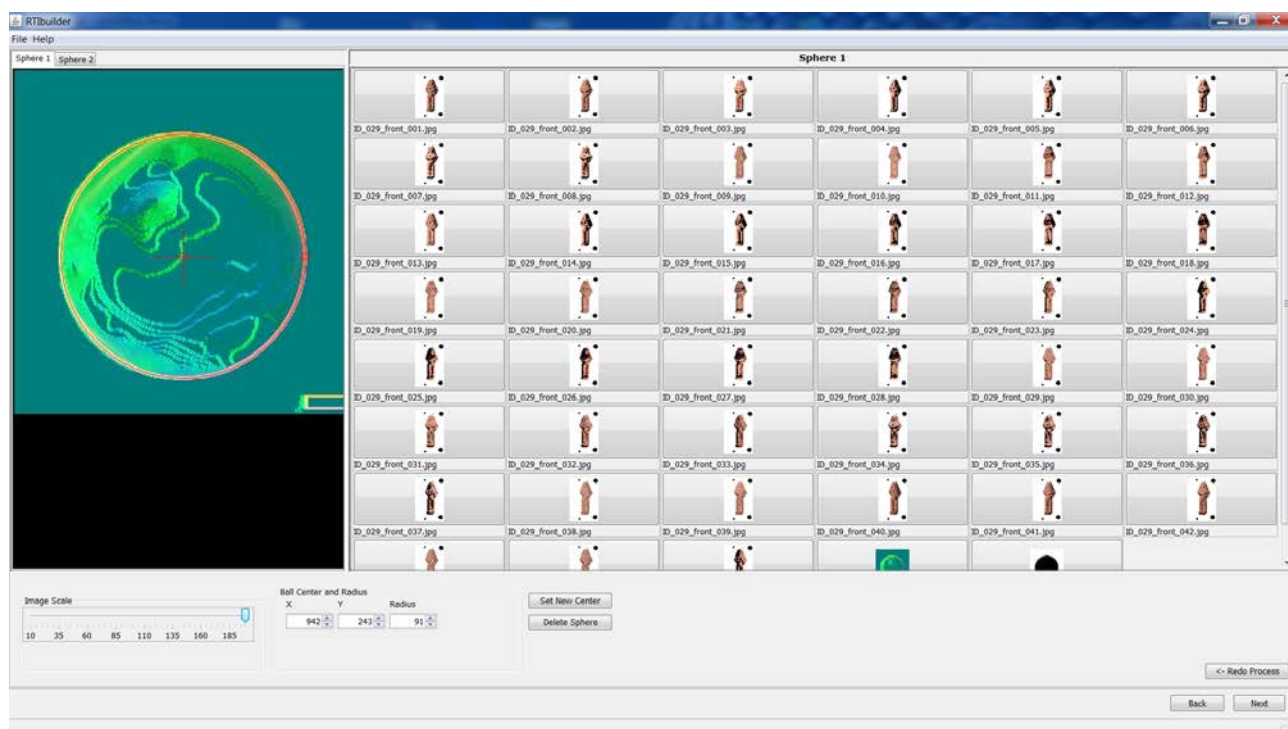 RTIbuilder
File Help
Sphere 1 Sphere 2
Sphere 1
ID_029_front_001.jpg ID_029_front_002.jpg ID_029_front_003.jpg ID_029_front_004.jpg ID_029_front_005.jpg ID_029_front_006.jpg
ID_029_front_007.jpg ID_029_front_008.jpg ID_029_front_009.jpg ID_029_front_010.jpg ID_029_front_011.jpg ID_029_front_012.jpg
ID_029_front_013.jpg ID_029_front_014.jpg ID_029_front_015.jpg ID_029_front_016.jpg ID_029_front_017.jpg ID_029_front_018.jpg
ID_029_front_019.jpg ID_029_front_020.jpg ID_029_front_021.jpg ID_029_front_022.jpg ID_029_front_023.jpg ID_029_front_024.jpg
ID_029_front_025.jpg ID_029_front_026.jpg ID_029_front_027.jpg ID_029_front_028.jpg ID_029_front_029.jpg ID_029_front_030.jpg
ID_029_front_031.jpg ID_029_front_032.jpg ID_029_front_033.jpg ID_029_front_034.jpg ID_029_front_035.jpg ID_029_front_036.jpg
ID_029_front_037.jpg ID_029_front_038.jpg ID_029_front_039.jpg ID_029_front_040.jpg ID_029_front_041.jpg ID_029_front_042.jpg
Image Scale
10 35 60 85 110 135 160 185
Ball Center and Radius
X Y Radius
942 243 91
Set New Center
Delete Sphere
<- Redo Process
Back Next